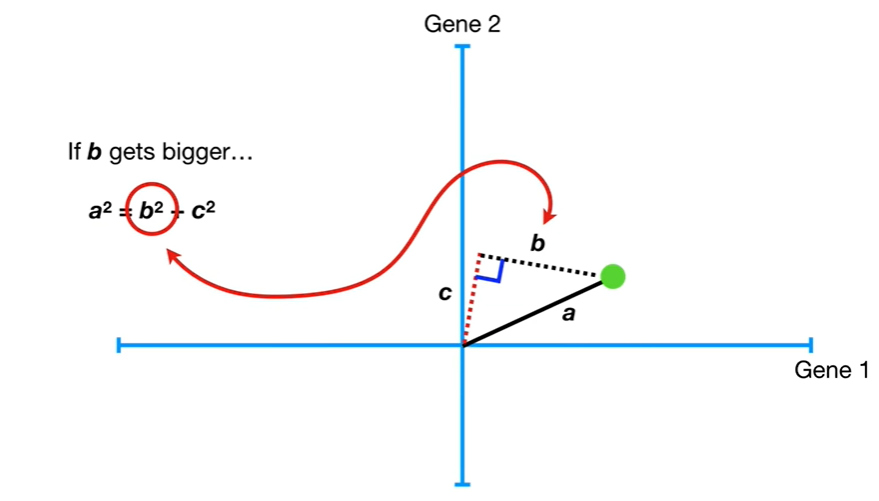 Gene 2
If b gets bigger…
a² = b² + c²
b
c
a
Gene 1